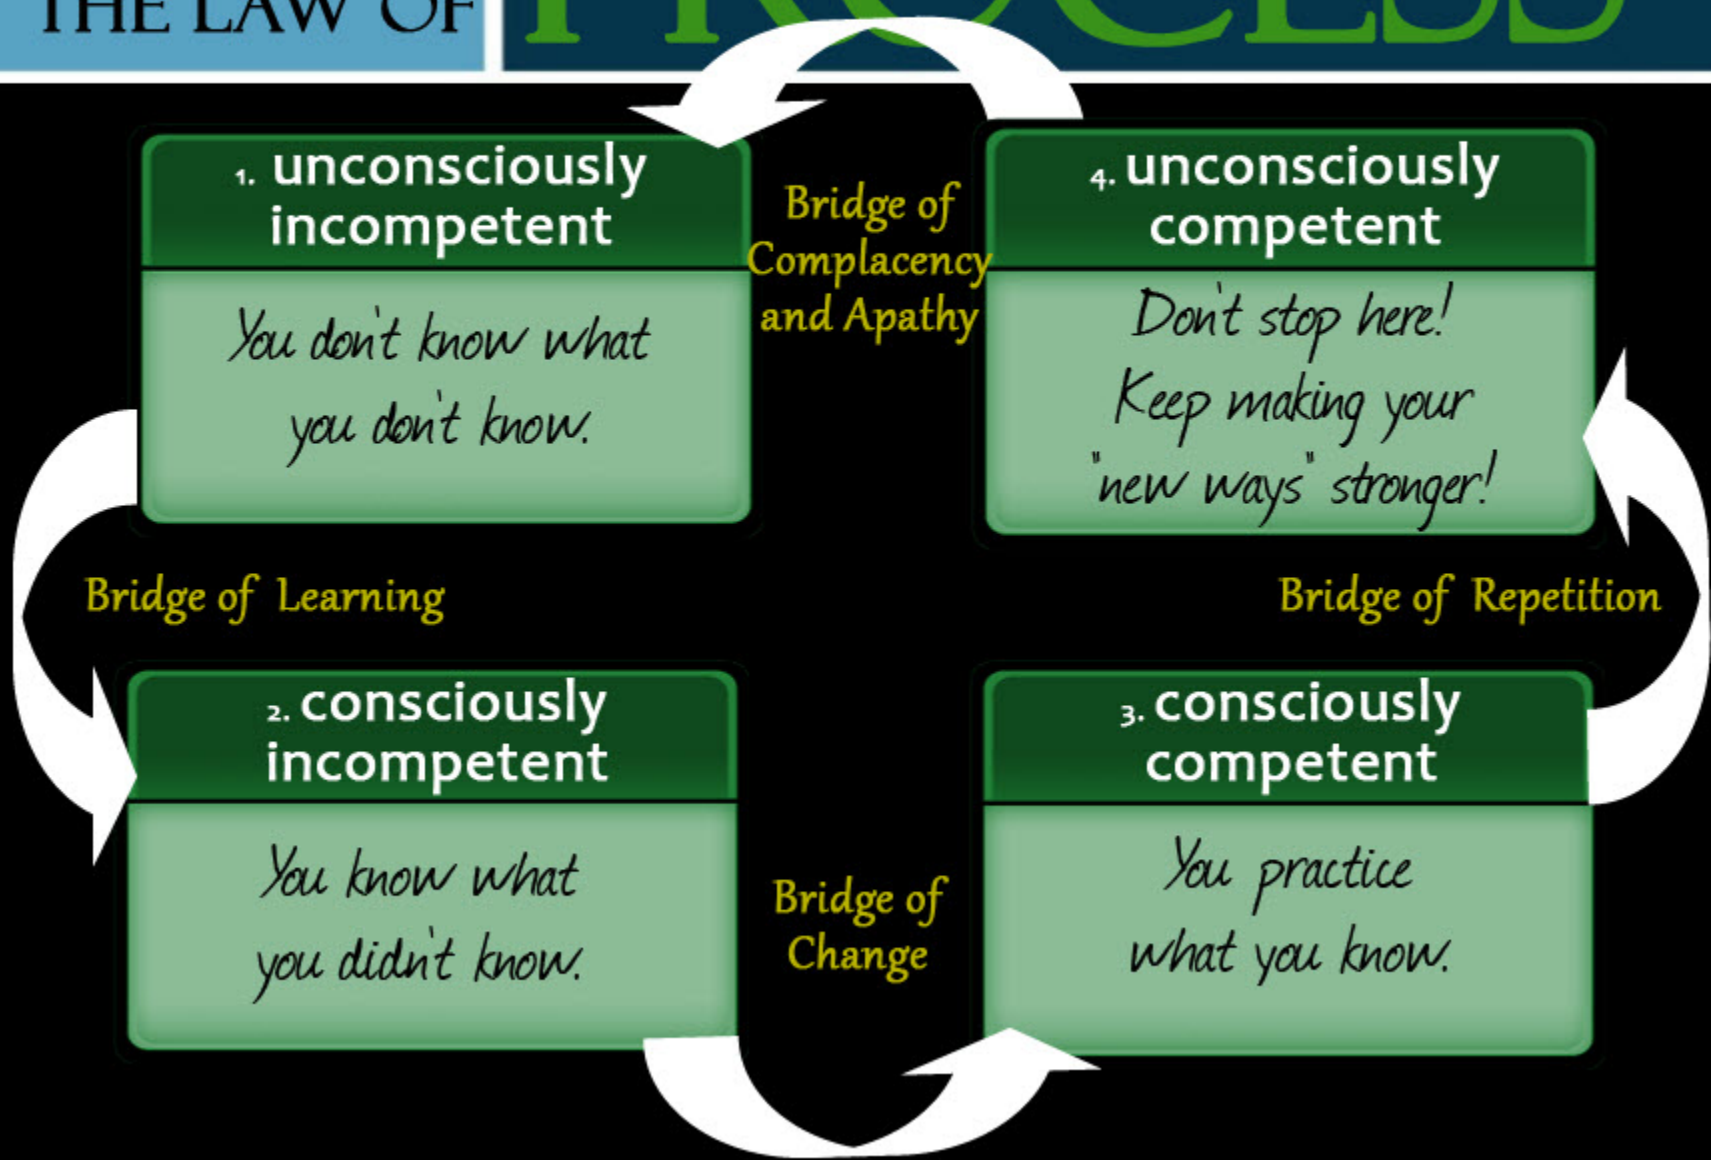 THE LAW OF PROCESS
1. unconsciously
incompetent
You don't know what
you don't know.
Bridge of
Complacency
and Apathy
4. unconsciously
competent
Don't stop here!
Keep making your
"new ways" stronger!
Bridge of Learning
Bridge of Repetition
2. consciously
incompetent
You know what
you didn't know.
Bridge of
Change
3. consciously
competent
You practice
what you know.